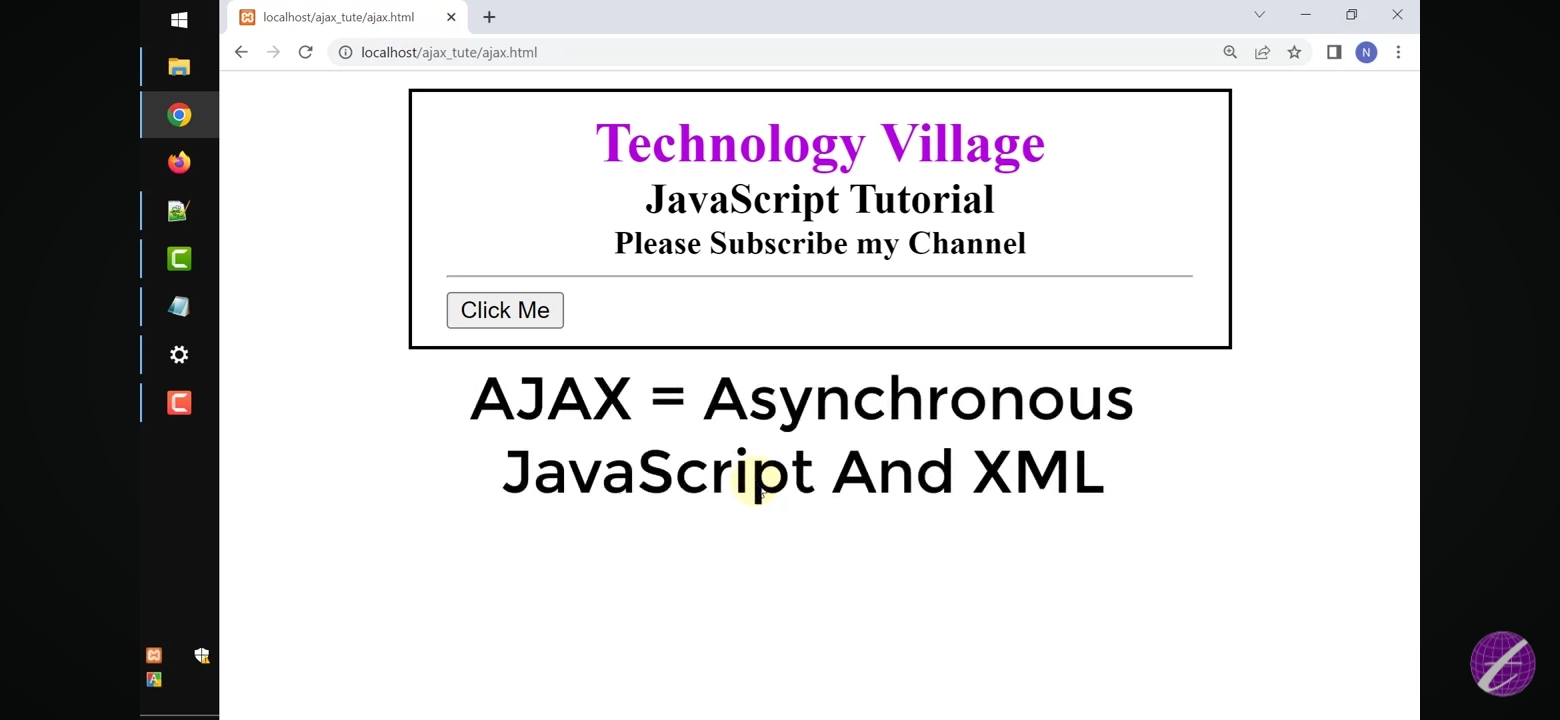 localhost/ajax_tute/ajax.html
localhost/ajax_tute/ajax.html
N
Technology Village
JavaScript Tutorial
Please Subscribe my Channel
Click Me
AJAX = Asynchronous
JavaScript And XML